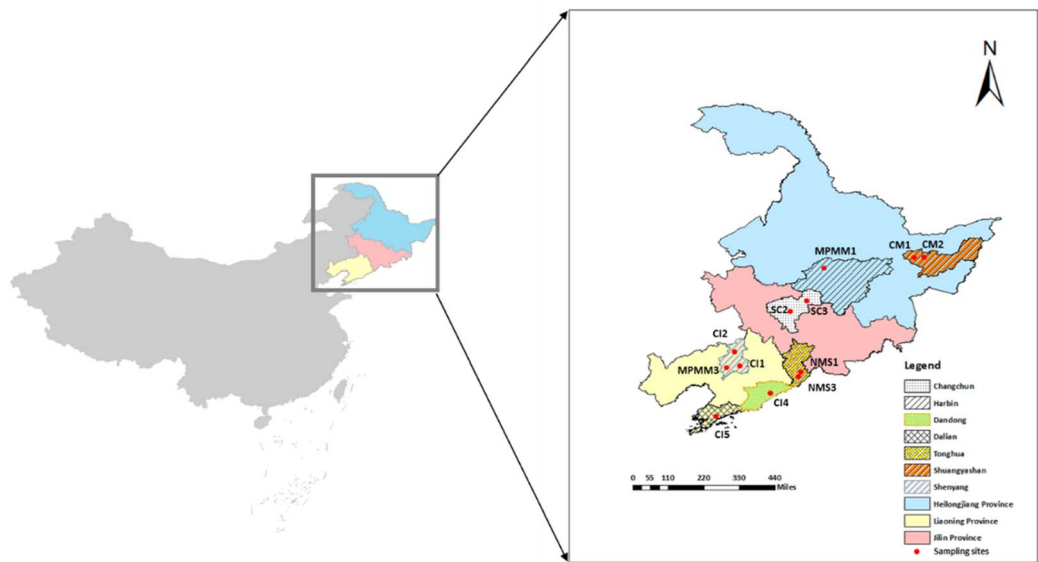 N
CM1 CM2
MPMM1
SC2 SC3
CI2
MPMM3 CI1 NMS1
NMS3
CI4
CI5
Legend
Changchun
Harbin
Dandong
Dalian
Tonghua
Shuangyashan
Shenyang
Heilongjiang Province
Liaoning Province
Jilin Province
Sampling sites
0 55 110 220 330 440
Miles